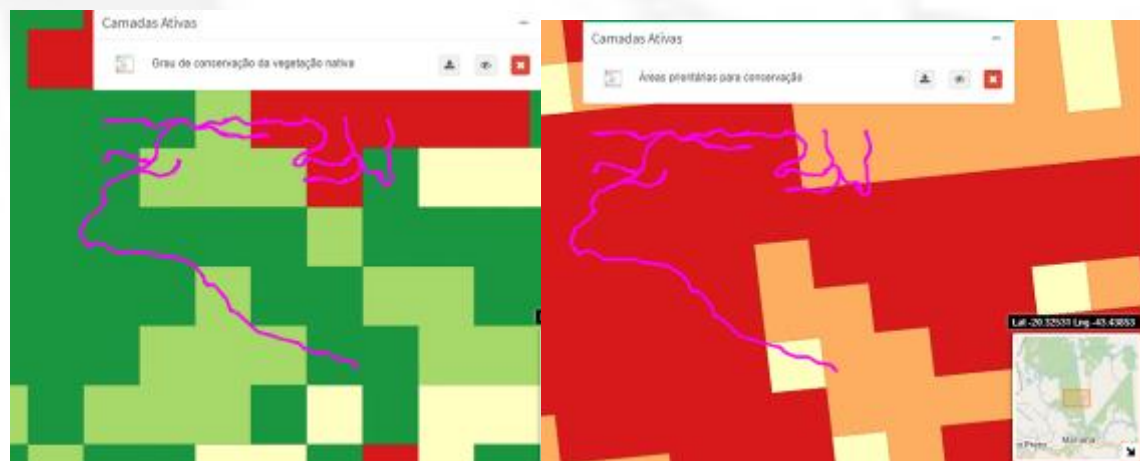 Camadas Ativas
Grau de conservação da vegetação nativa
Camadas Ativas
Áreas prioritárias para conservação
Lat -20.32531 Lng -43.43853
Mariana